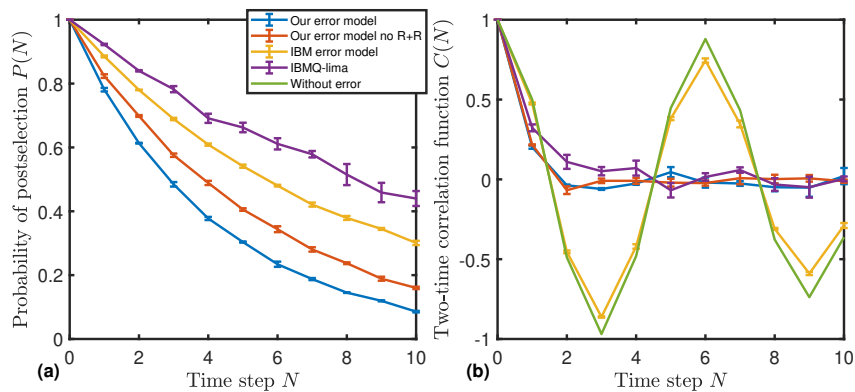 Probability of postselection P(N)
1
0.8
0.6
0.4
0.2
0
0 2 4 6 8 10
Time step N
(a)
Our error model
Our error model no R+R
IBM error model
IBMQ-lima
Without error
Two-time correlation function C(N)
1
0.5
0
-0.5
-1
0 2 4 6 8 10
Time step N
(b)